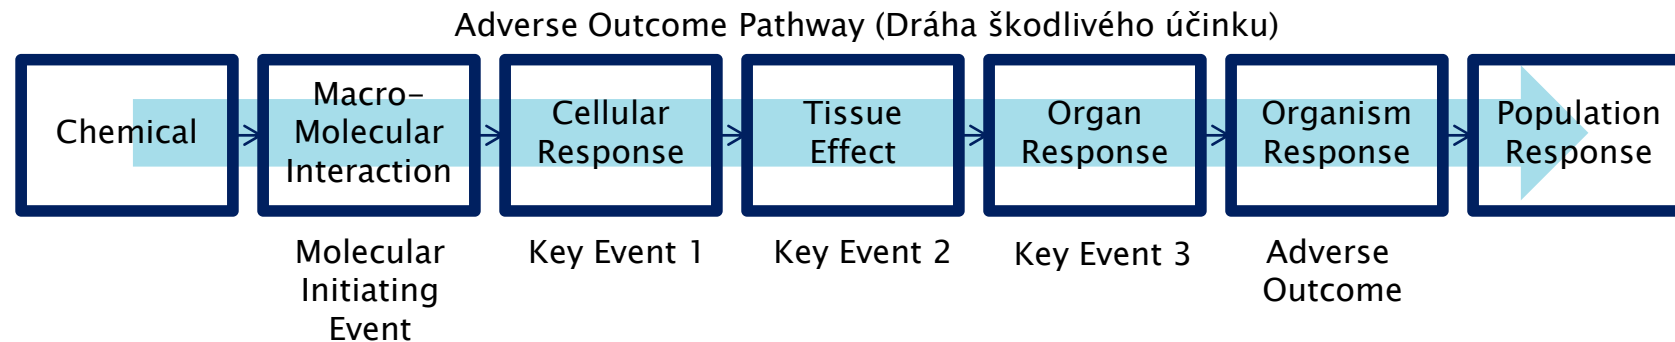 Adverse Outcome Pathway (Dráha škodlivého účinku)
Chemical
Macro-
Molecular
Interaction
Cellular
Response
Tissue
Effect
Organ
Response
Organism
Response
Population
Response
Molecular
Initiating
Event
Key Event 1
Key Event 2
Key Event 3
Adverse
Outcome